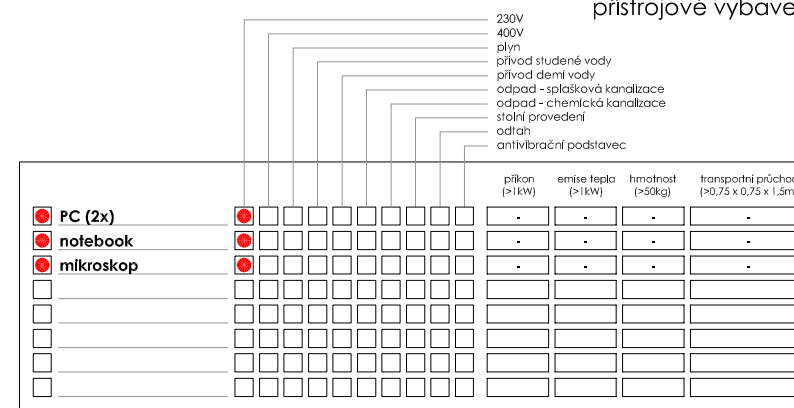 přístrojové vybave
230V
400V
plyn
přívod studené vody
přívod demi vody
odpad - splašková kanalizace
odpad - chemická kanalizace
stolní provedení
odtah
antivibrační podstavec
příkon emise tepla hmotnost transportní průchod
(>1kW) (>1kW) (>50kg) (>0,75 x 0,75 x 1,5m
PC (2x) - - - -
notebook - - - -
mikroskop - - - -